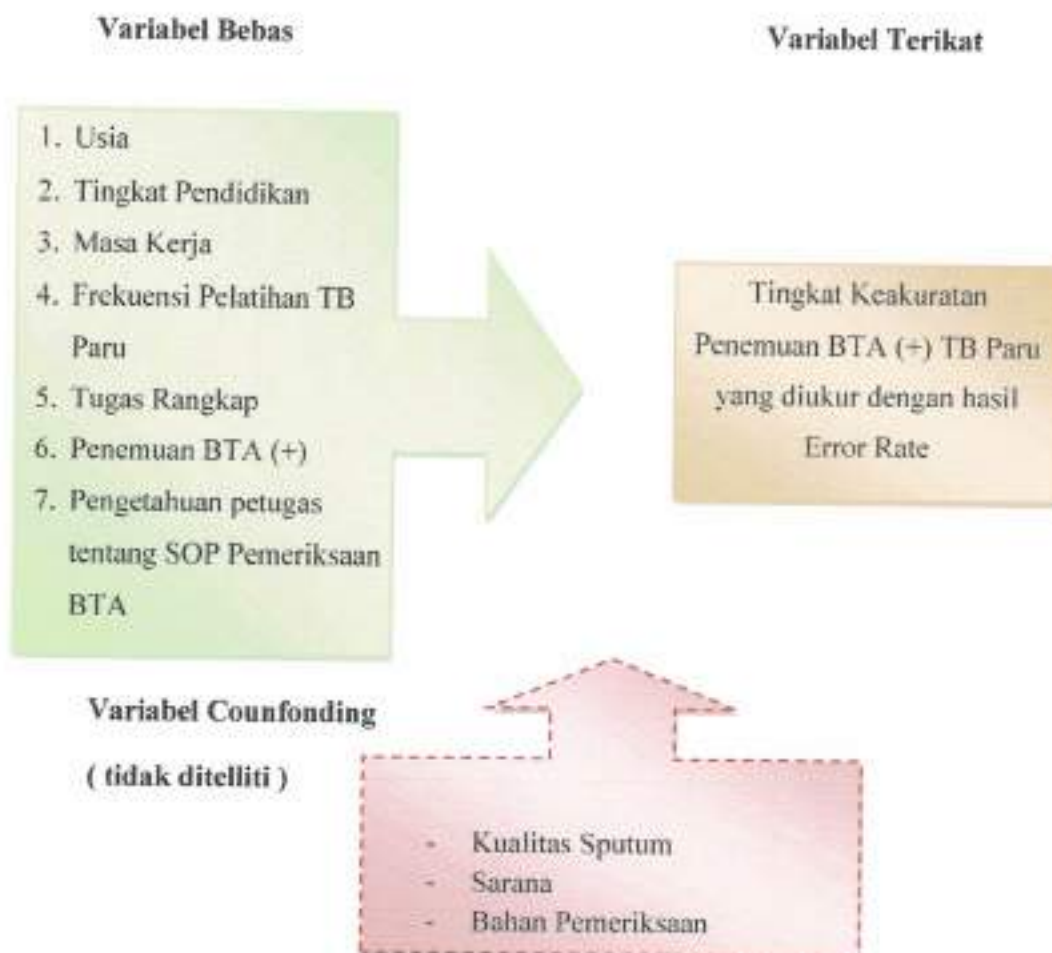 Variabel Bebas
Variabel Terikat
1. Usia
2. Tingkat Pendidikan
3. Masa Kerja
4. Frekuensi Pelatihan TB
Paru
5. Tugas Rangkap
6. Penemuan BTA (+)
7. Pengetahuan petugas
tentang SOP Pemeriksaan
BTA
Tingkat Keakuratan
Penemuan BTA (+) TB Paru
yang diukur dengan hasil
Error Rate
Variabel Counfonding
( tidak ditelliti )
- Kualitas Sputum
- Sarana
- Bahan Pemeriksaan